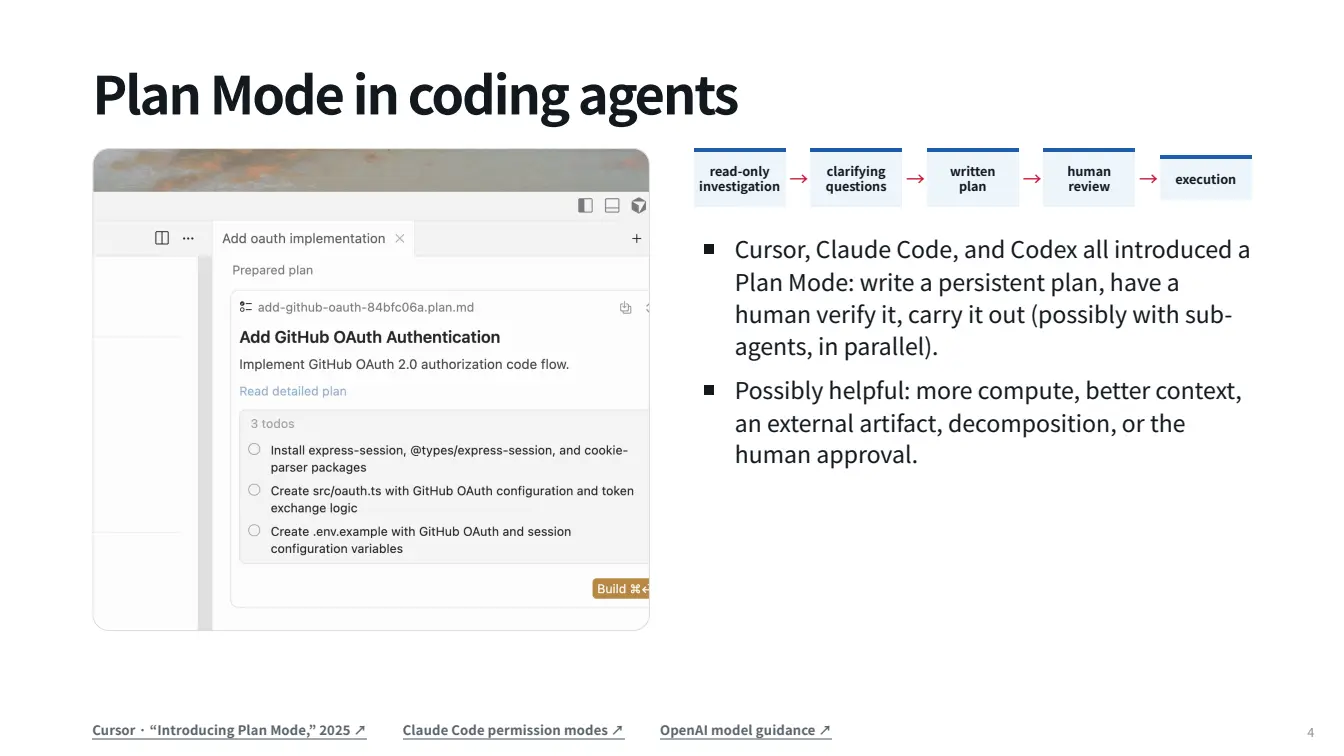 Plan Mode in coding agents
Add oauth implementation
Prepared plan
add-github-oauth-84bfc06a.plan.md
Add GitHub OAuth Authentication
Implement GitHub OAuth 2.0 authorization code flow.
Read detailed plan
3 todos
Install express-session, @types/express-session, and cookie-
parser packages
Create src/oauth.ts with GitHub OAuth configuration and token
exchange logic
Create .env.example with GitHub OAuth and session
configuration variables
Build ⌘↵
read-only
investigation
→
clarifying
questions
→
written
plan
→
human
review
→
execution
▪ Cursor, Claude Code, and Codex all introduced a
Plan Mode: write a persistent plan, have a
human verify it, carry it out (possibly with sub-
agents, in parallel).
▪ Possibly helpful: more compute, better context,
an external artifact, decomposition, or the
human approval.
Cursor · “Introducing Plan Mode,” 2025 ↗
Claude Code permission modes ↗
OpenAI model guidance ↗
4